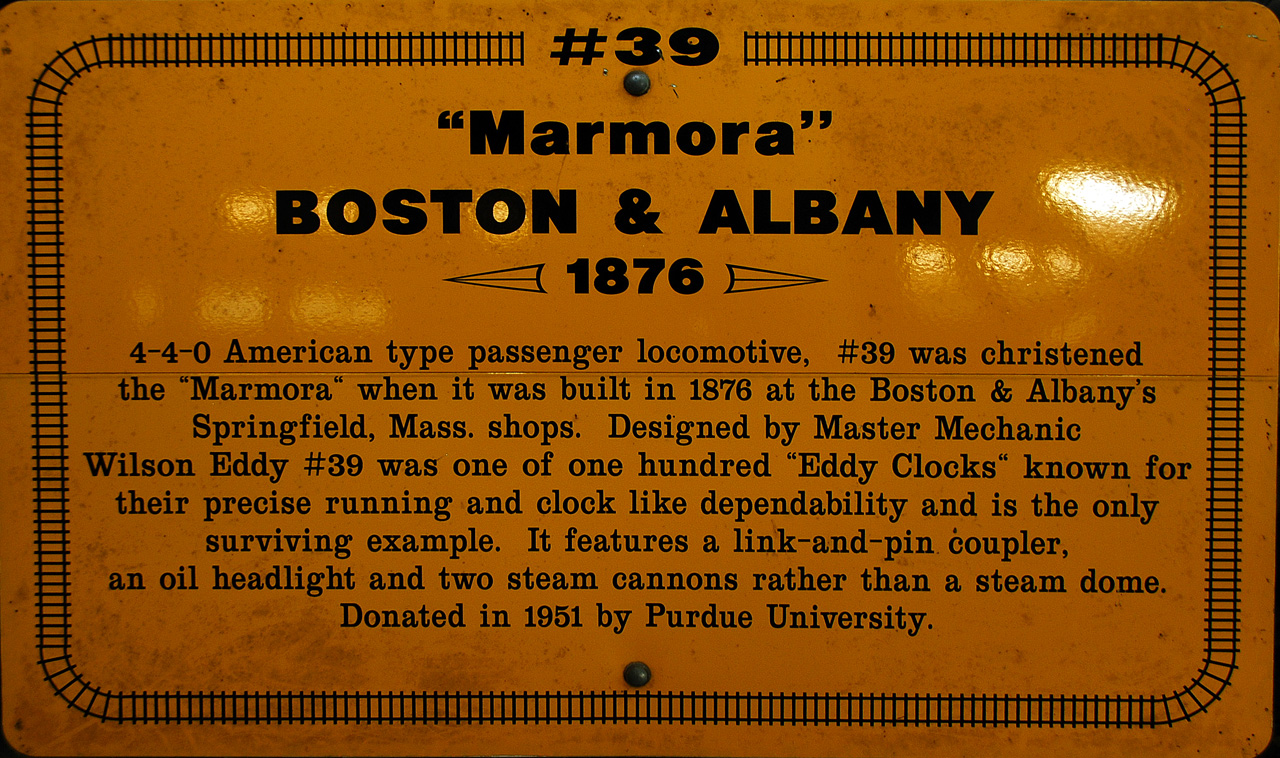 #39
“Marmora”
BOSTON & ALBANY
1876
4-4-0 American type passenger locomotive, #39 was christened
the “Marmora“ when it was built in 1876 at the Boston & Albany's
Springfield, Mass. shops. Designed by Master Mechanic
Wilson Eddy #39 was one of one hundred “Eddy Clocks“ known for
their precise running and clock like dependability and is the only
surviving example. It features a link-and-pin coupler,
an oil headlight and two steam cannons rather than a steam dome.
Donated in 1951 by Purdue University.